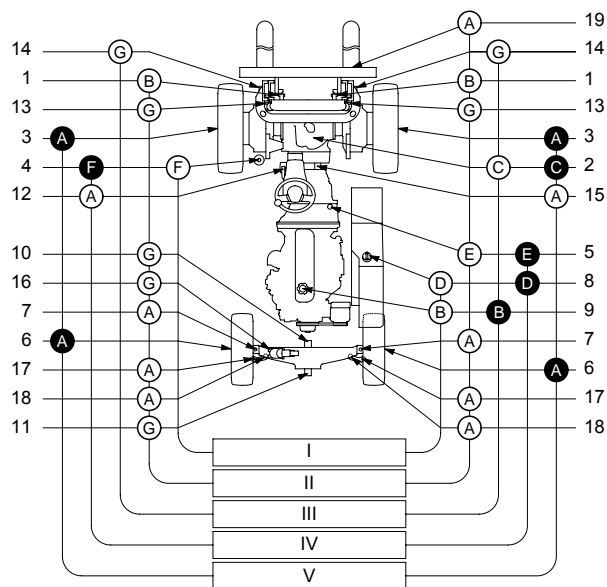 A 19
14 G G 14
1 B B 1
13 G G 13
3 A A 3
4 F F C C 2
12 A A 15
E E 5
10 G
16 G D D 8
7 A B B 9
6 A A 7
17 A A 6
18 A A 17
11 G A 18
I
II
III
IV
V